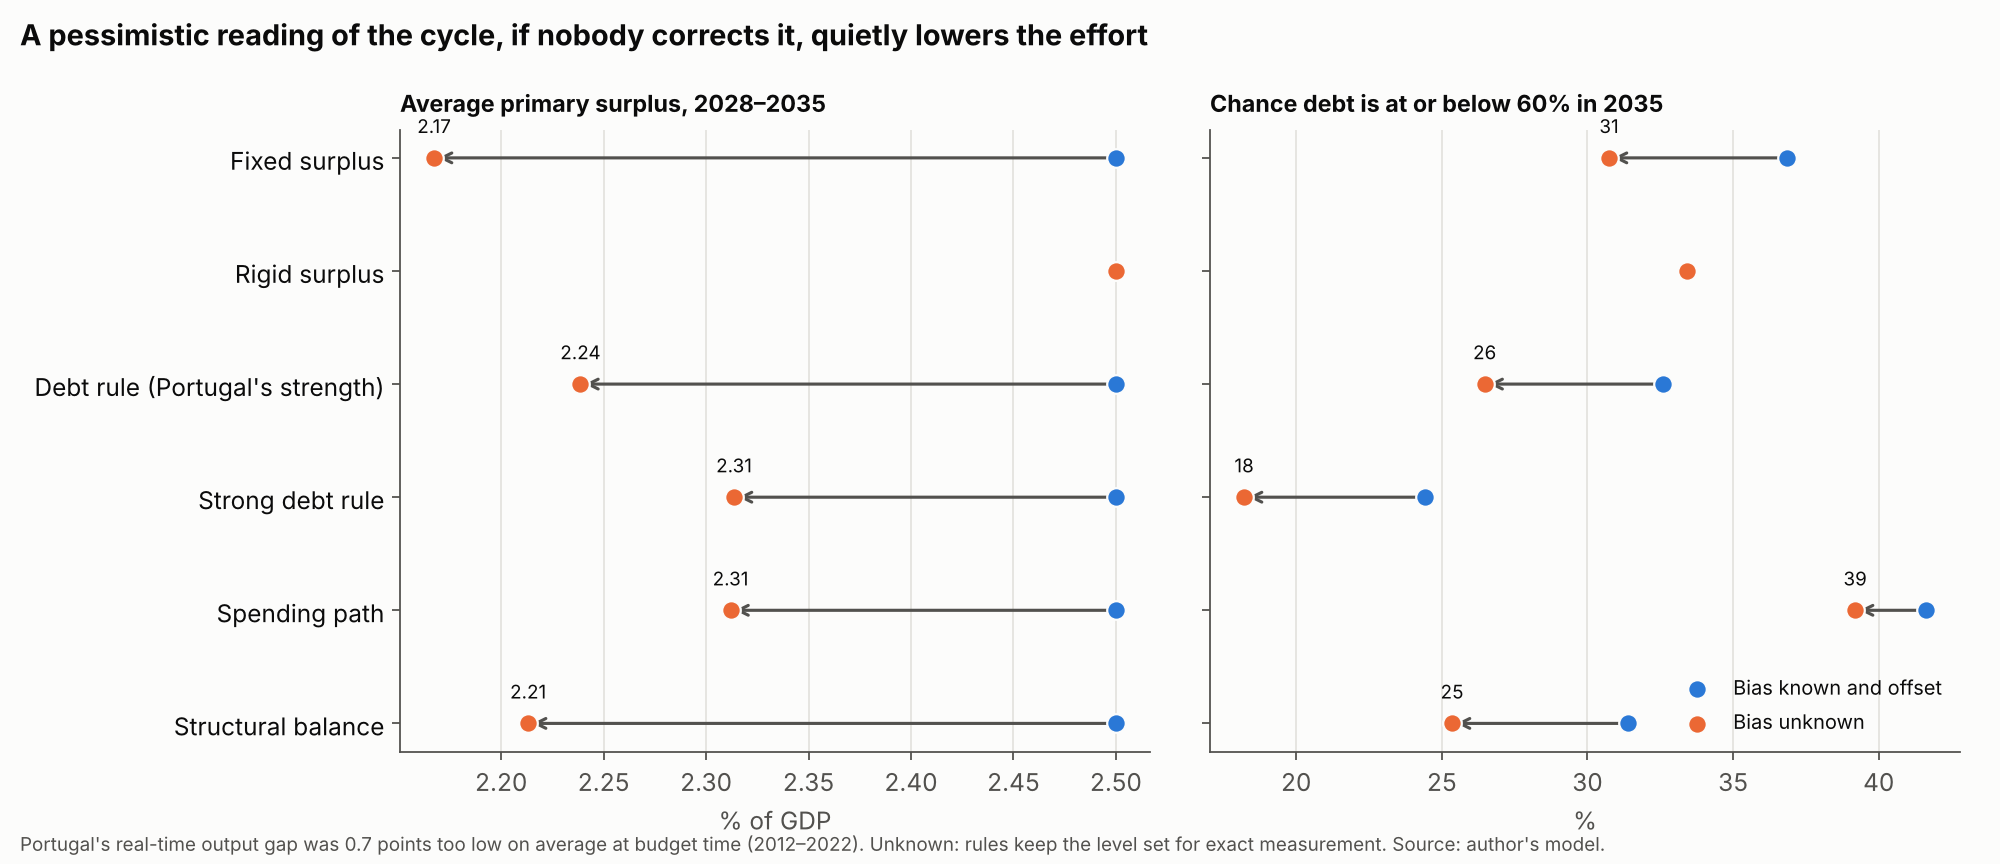 A pessimistic reading of the cycle, if nobody corrects it, quietly lowers the effort
Average primary surplus, 2028–2035
Chance debt is at or below 60% in 2035
Fixed surplus
2.17
31
Rigid surplus
Debt rule (Portugal's strength)
2.24
26
Strong debt rule
2.31
18
Spending path
2.31
39
Structural balance
2.21
25
Bias known and offset
Bias unknown
2.20 2.25 2.30 2.35 2.40 2.45 2.50
% of GDP
20 25 30 35 40
%
Portugal's real-time output gap was 0.7 points too low on average at budget time (2012–2022). Unknown: rules keep the level set for exact measurement. Source: author's model.